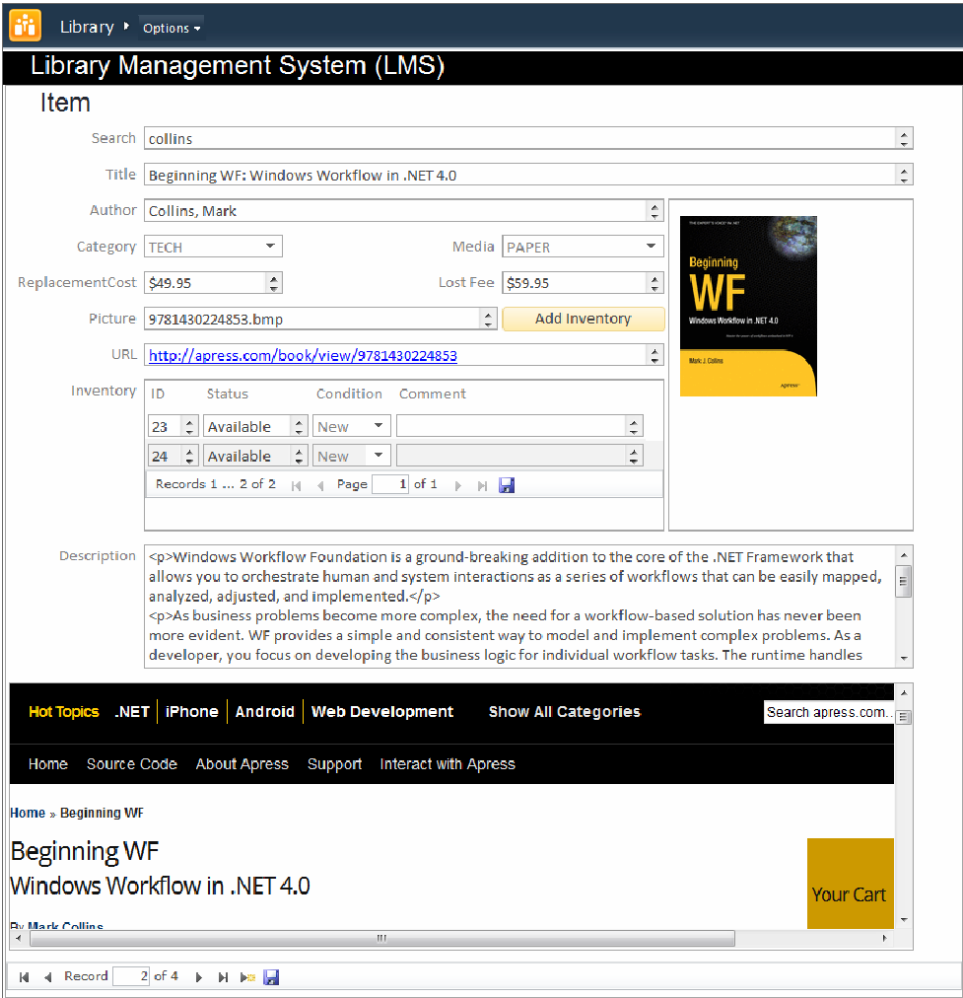 Library Options
Library Management System (LMS)
Item
Search collins
Title Beginning WF: Windows Workflow in .NET 4.0
Author Collins, Mark
Category TECH Media PAPER
ReplacementCost $49.95 Lost Fee $59.95
Picture 9781430224853.bmp Add Inventory
URL http://apress.com/book/view/9781430224853
Beginning
WF
Windows Workflow in .NET 4.0
Mark J. Collins
Inventory ID Status Condition Comment
23 Available New
24 Available New
Records 1 ... 2 of 2 Page 1 of 1
Description <p>Windows Workflow Foundation is a ground-breaking addition to the core of the .NET Framework that
allows you to orchestrate human and system interactions as a series of workflows that can be easily mapped,
analyzed, adjusted, and implemented.</p>
<p>As business problems become more complex, the need for a workflow-based solution has never been
more evident. WF provides a simple and consistent way to model and implement complex problems. As a
developer, you focus on developing the business logic for individual workflow tasks. The runtime handles
Hot Topics .NET iPhone Android Web Development Show All Categories Search apress.com..
Home Source Code About Apress Support Interact with Apress
Home » Beginning WF
Beginning WF
Windows Workflow in .NET 4.0
Your Cart
By Mark Collins
Record 2 of 4